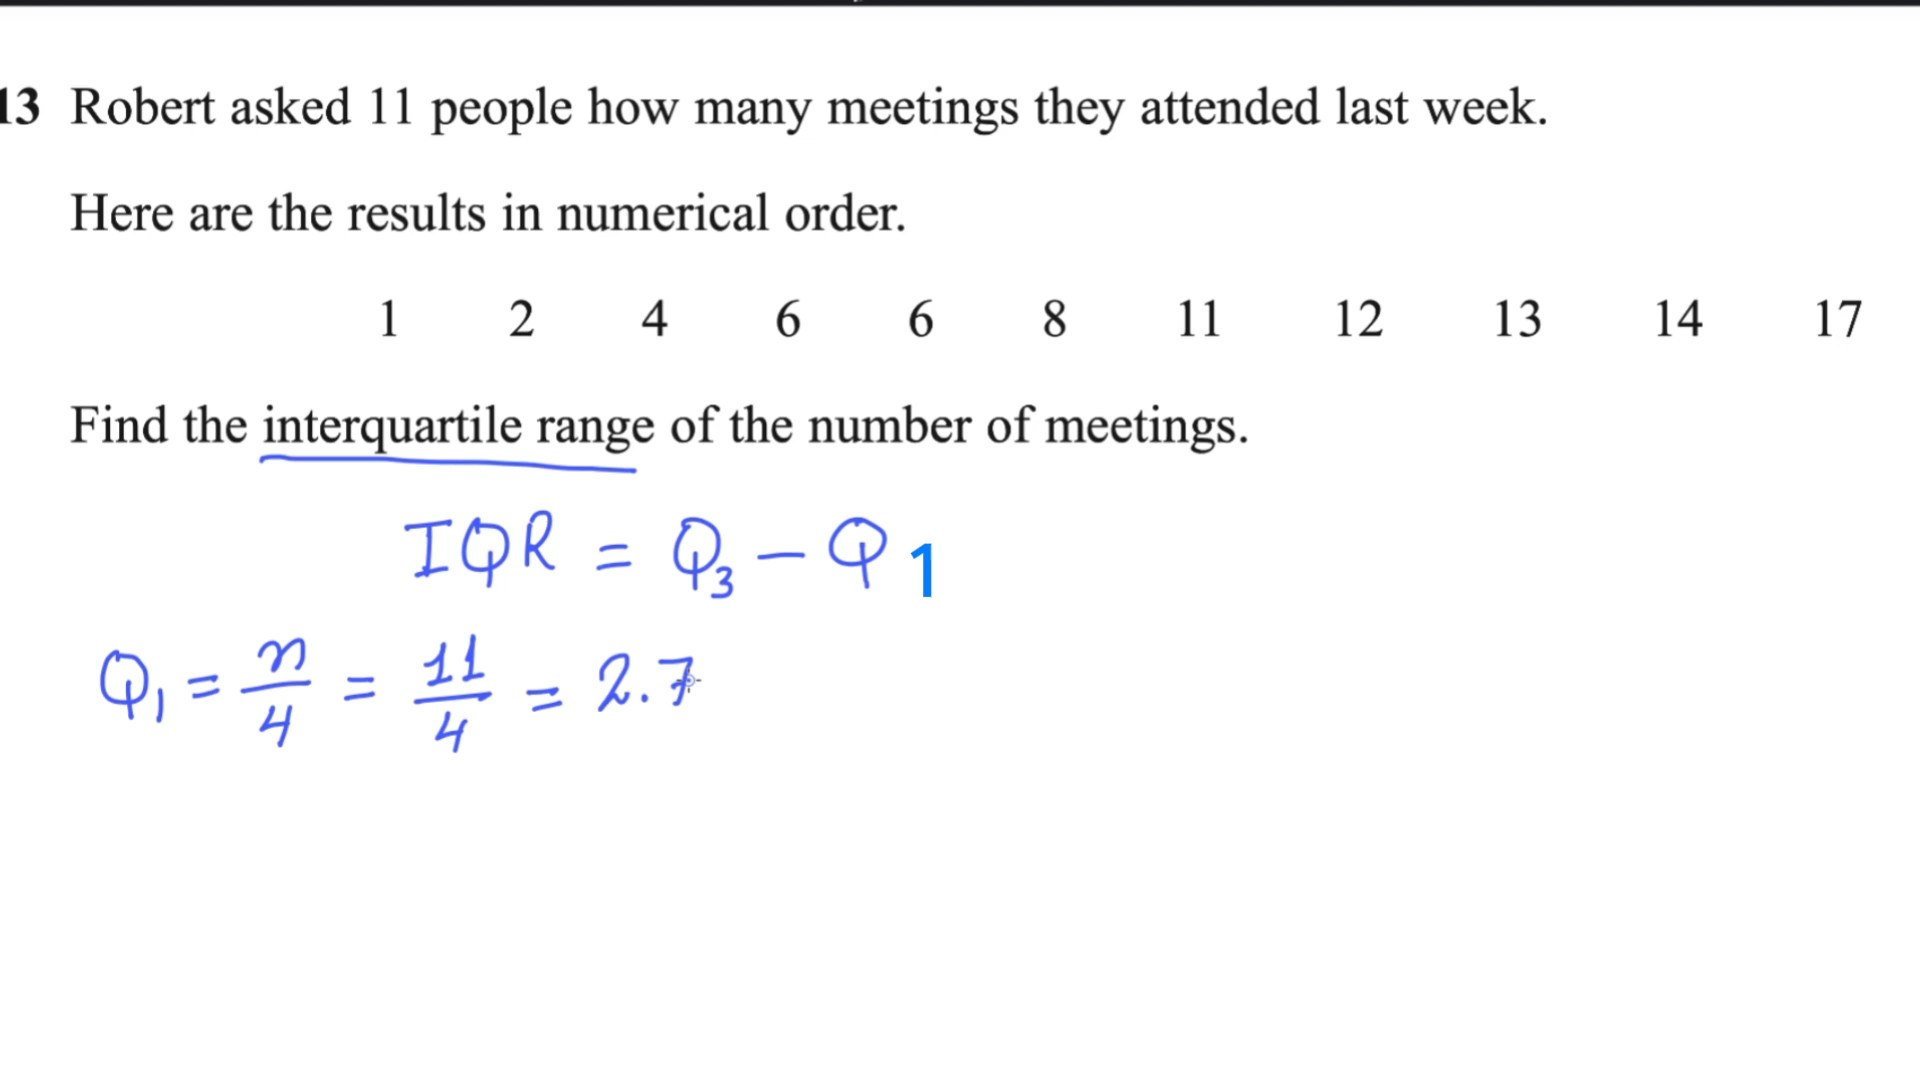 13 Robert asked 11 people how many meetings they attended last week.
Here are the results in numerical order.
1 2 4 6 6 8 11 12 13 14 17
Find the interquartile range of the number of meetings.
IQR = Q₃ − Q 1
Q₁ = n/4 = 11/4 = 2.7